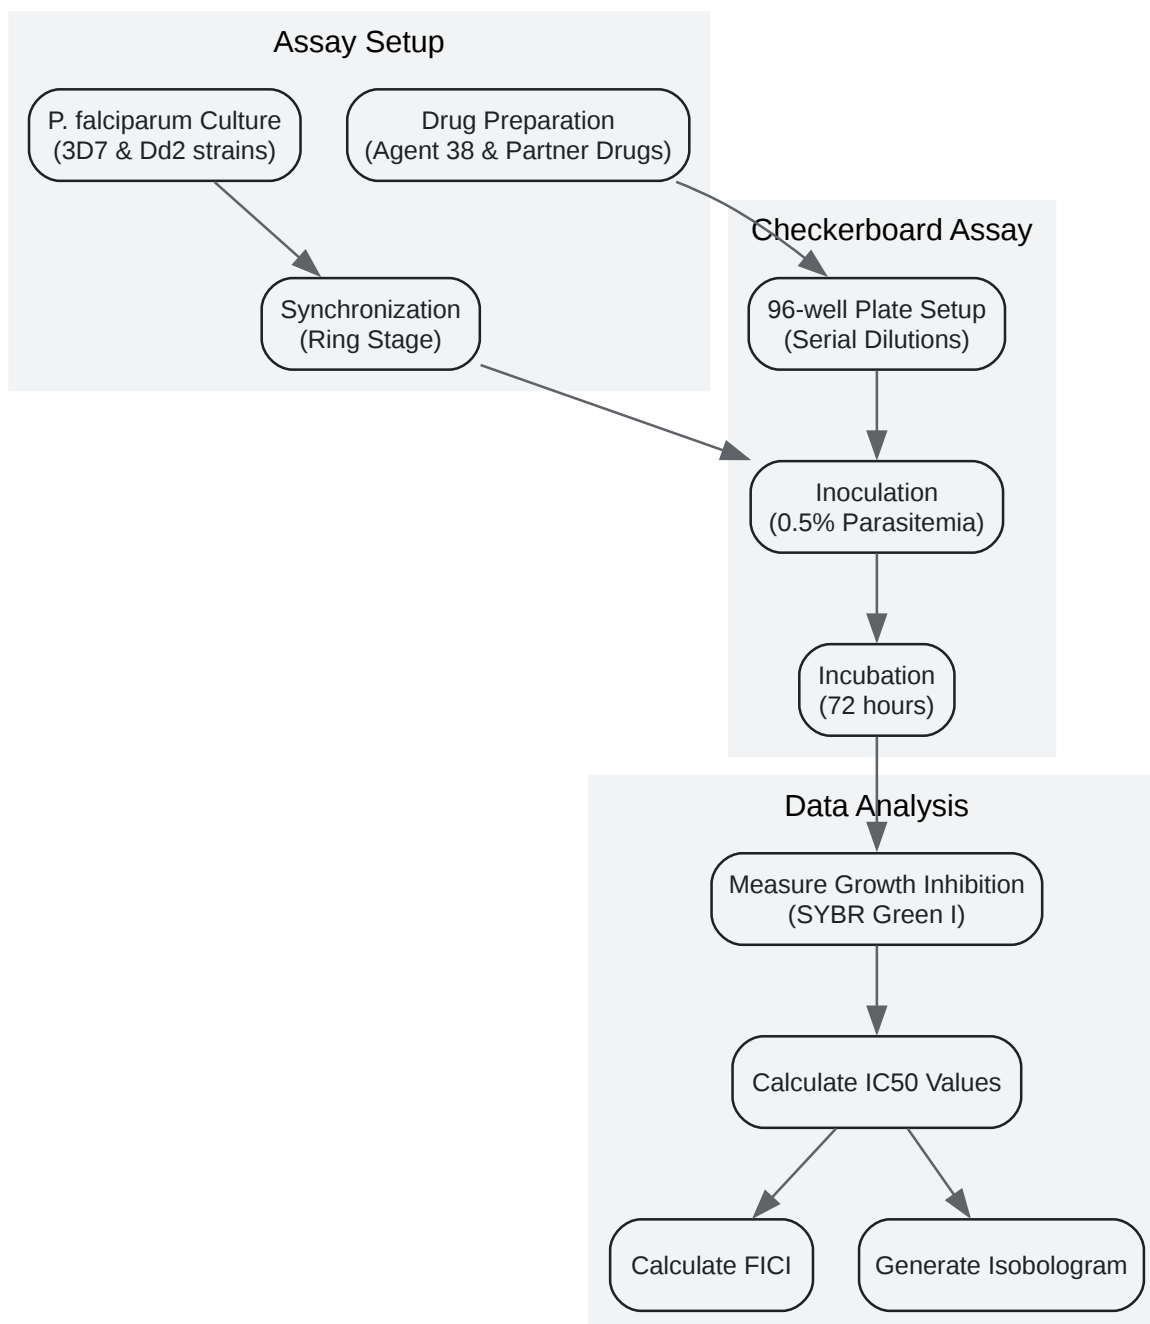 Assay Setup
P. falciparum Culture
(3D7 & Dd2 strains)
Drug Preparation
(Agent 38 & Partner Drugs)
Synchronization
(Ring Stage)
Checkerboard Assay
96-well Plate Setup
(Serial Dilutions)
Inoculation
(0.5% Parasitemia)
Incubation
(72 hours)
Data Analysis
Measure Growth Inhibition
(SYBR Green I)
Calculate IC50 Values
Calculate FICI
Generate Isobologram